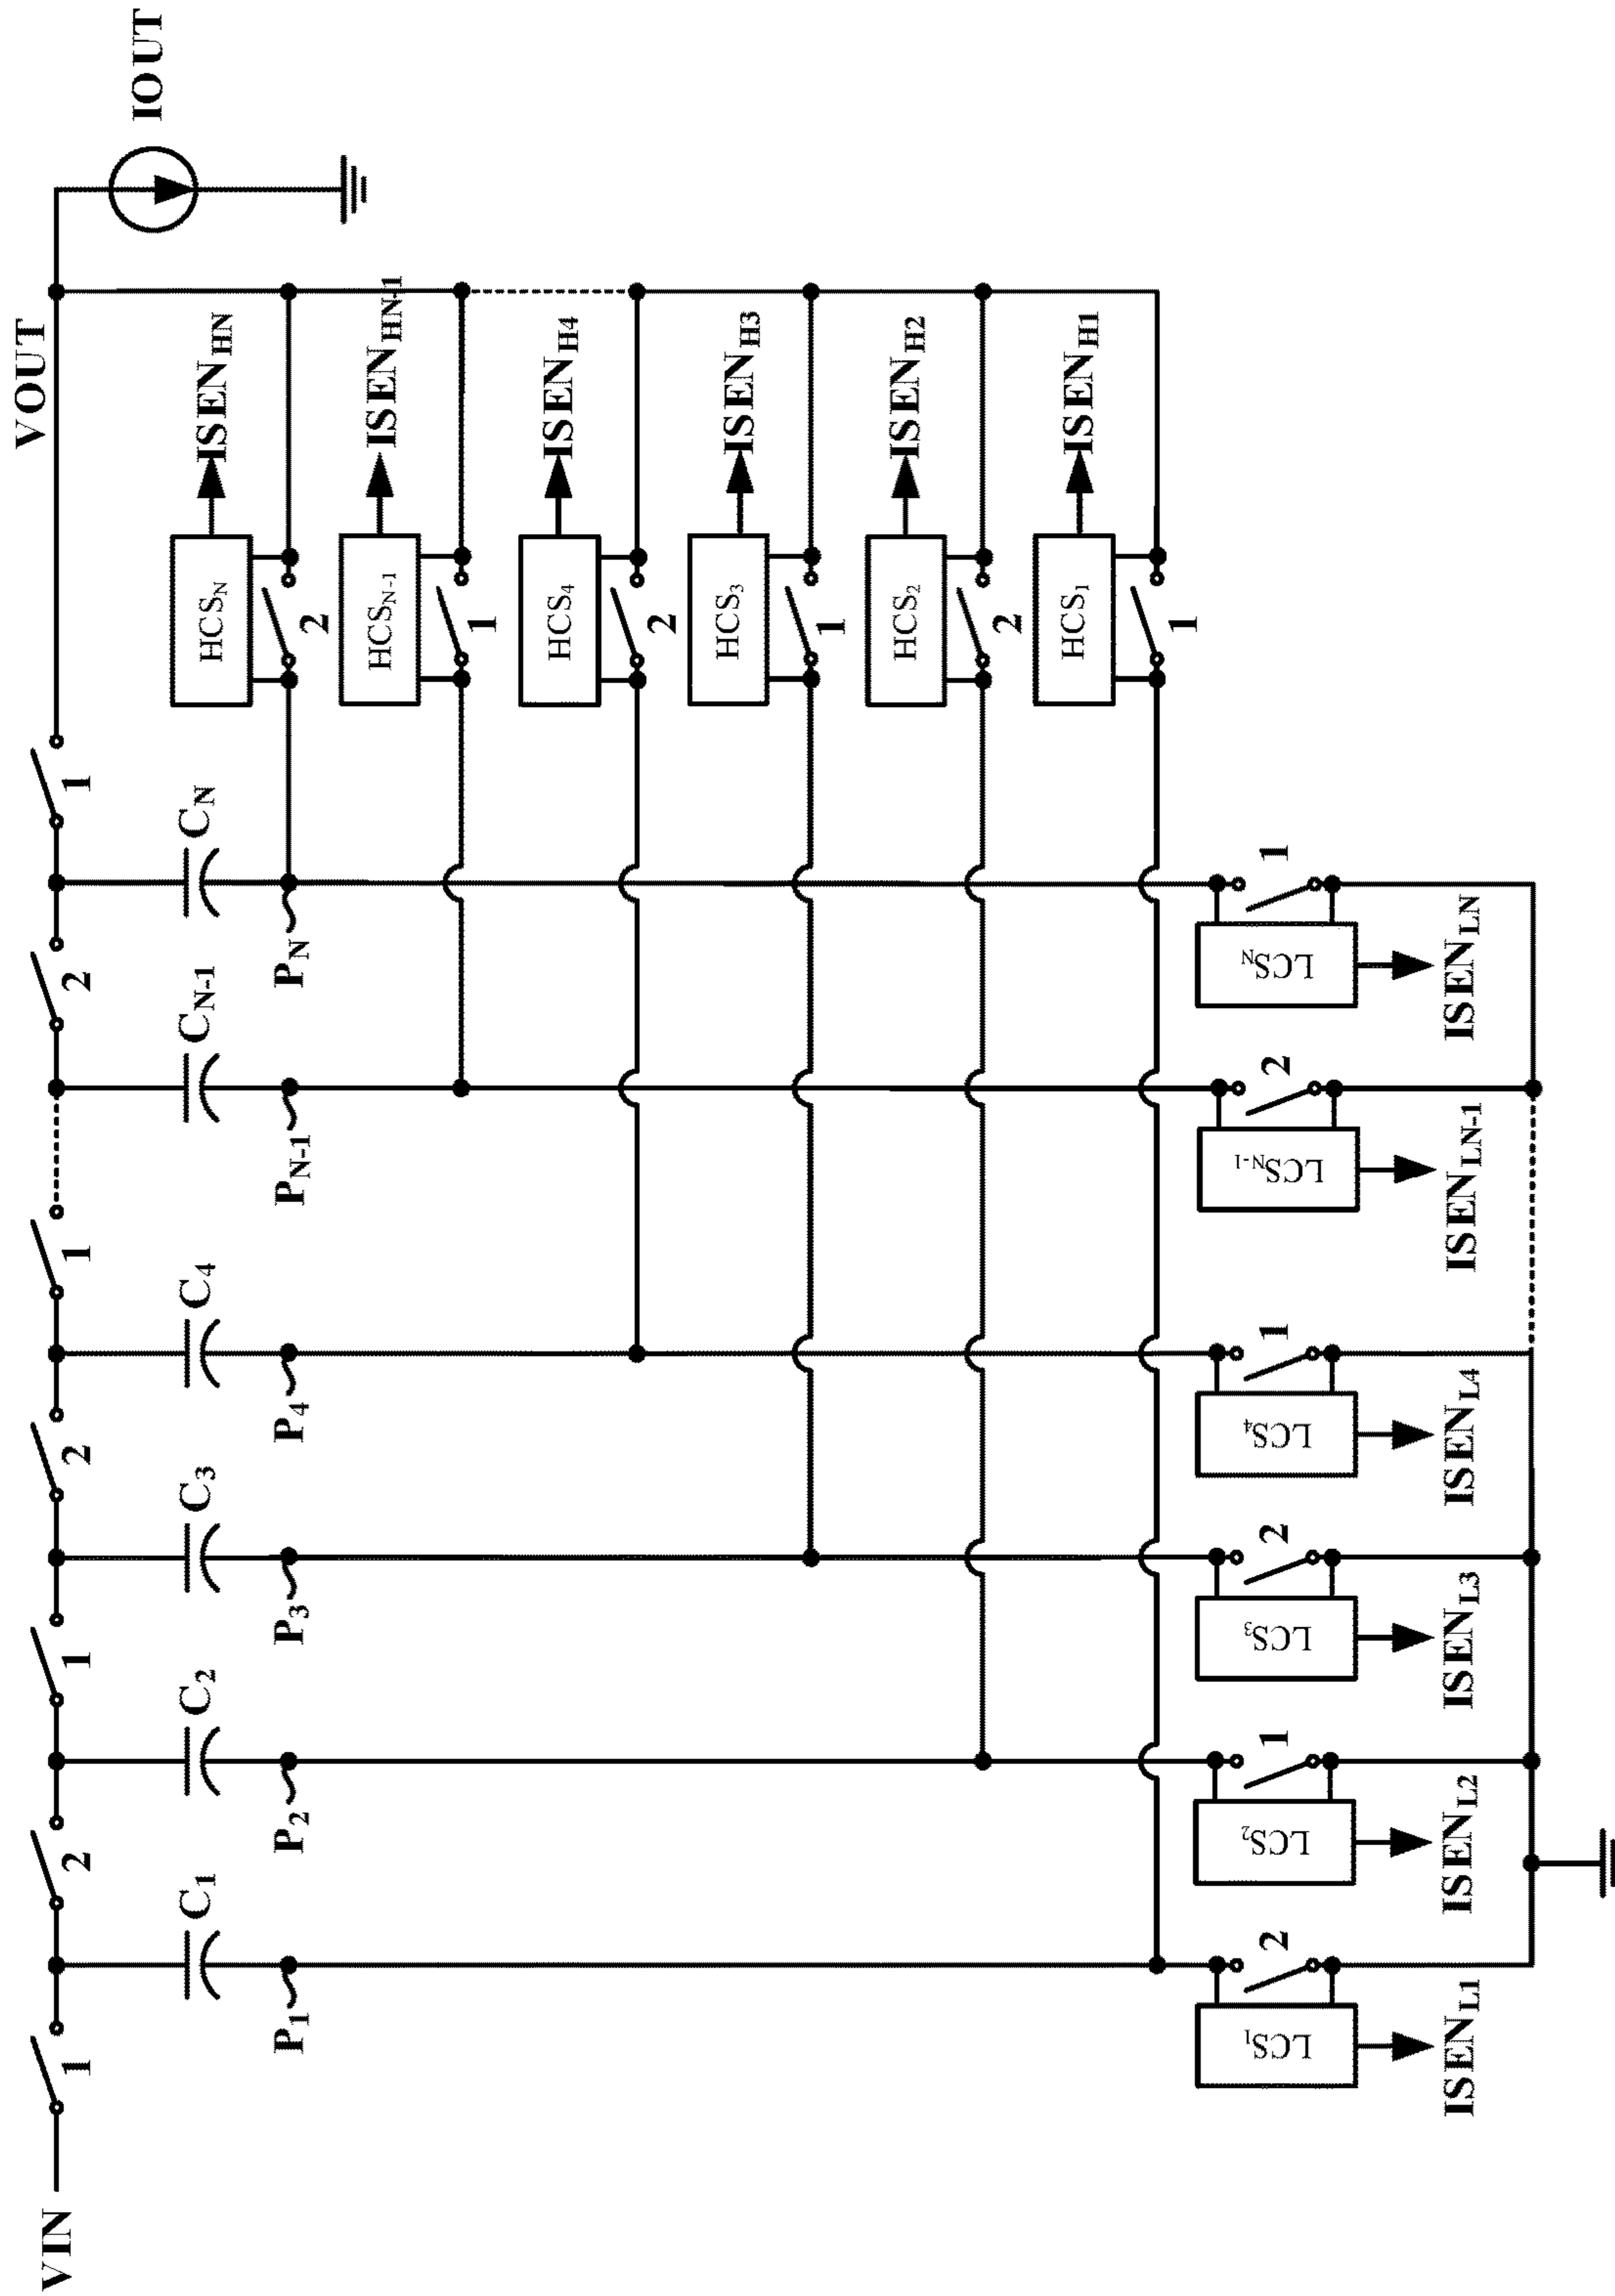 VIN
1
2
1
2
1
2
1
VOUT
IOUT
C1
C2
C3
C4
CN-1
CN
P1
P2
P3
P4
PN-1
PN
HCSN
ISENHN
2
HCSN-1
ISENHN-1
1
HCS4
ISENH4
2
HCS3
ISENH3
1
HCS2
ISENH2
2
HCS1
ISENH1
1
LCS1
2
ISENL1
LCS2
1
ISENL2
LCS3
2
ISENL3
LCS4
1
ISENL4
LCSN-1
2
ISENLN-1
LCSN
1
ISENLN